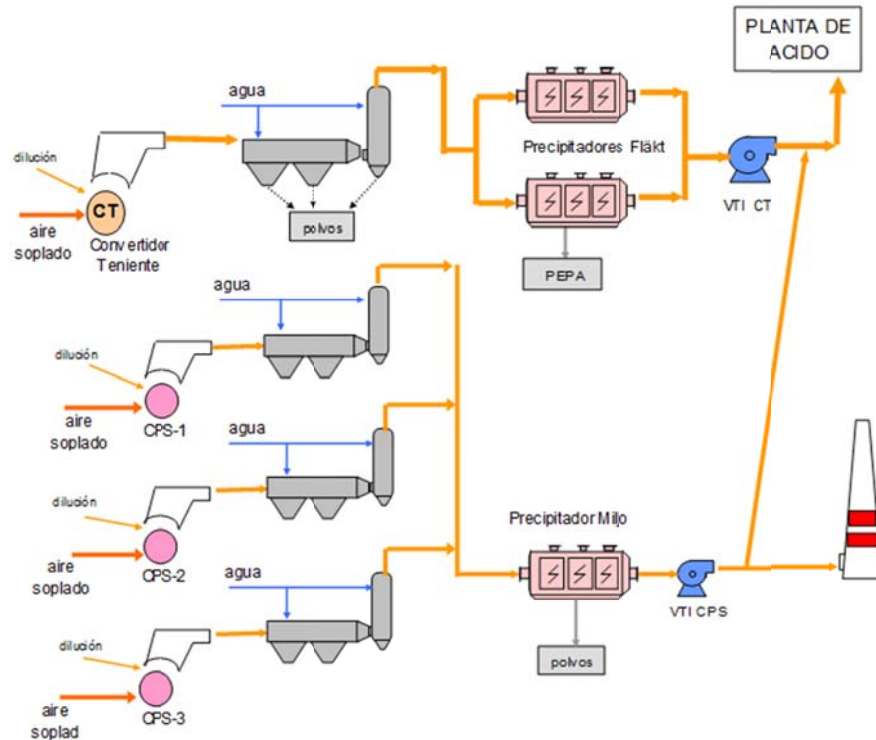 PLANTA DE
ACIDO
agua
dilución
CT
aire
soplado
Convertidor
Teniente
polvos
Precipitadores Fläkt
VTI CT
PEPA
agua
dilución
aire
soplado
CPS-1
agua
dilución
aire
soplado
CPS-2
Precipitador Miljo
VTI CPS
polvos
agua
dilución
aire
soplad
CPS-3